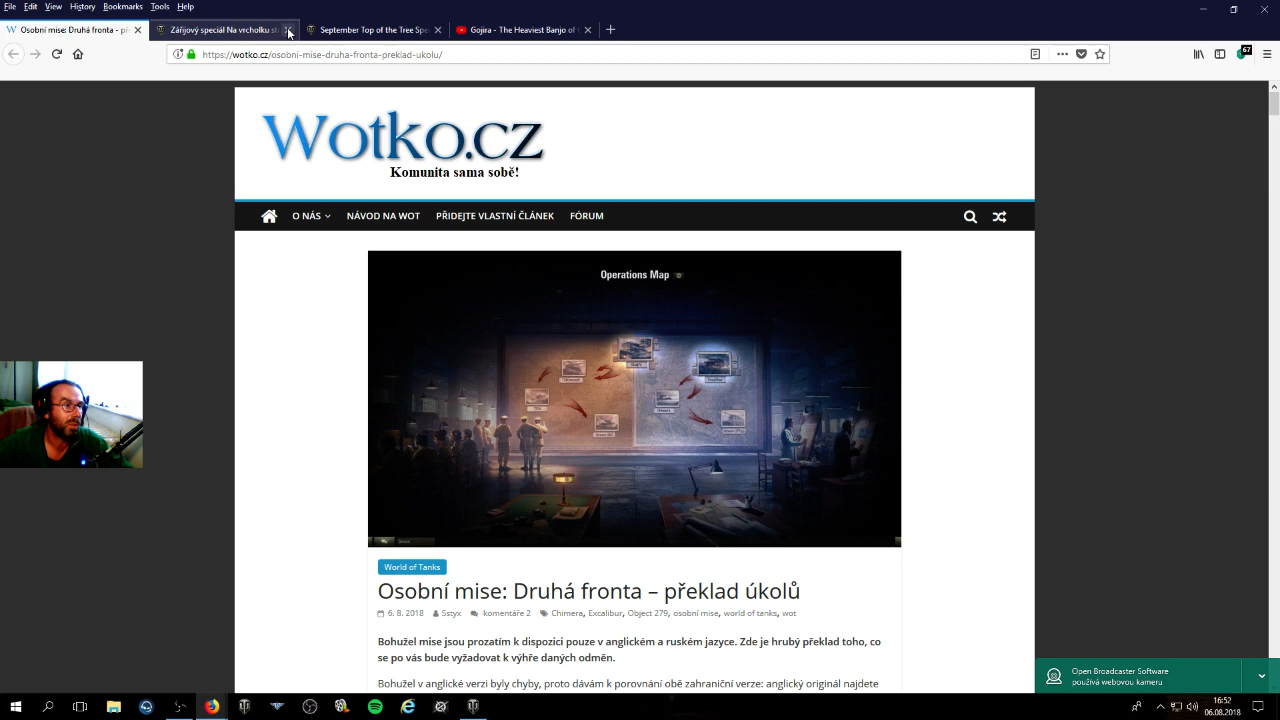 File Edit View History Bookmarks Tools Help
Osobní mise: Druhá fronta - př
Zářijový speciál Na vrcholku st
September Top of the Tree Spe
Gojira - The Heaviest Banjo of
https://wotko.cz/osobni-mise-druha-fronta-preklad-ukolu/
67
Wotko.cz
Komunita sama sobě!
O NÁS NÁVOD NA WOT PŘIDEJTE VLASTNÍ ČLÁNEK FÓRUM
Operations Map
World of Tanks
Osobní mise: Druhá fronta – překlad úkolů
6. 8. 2018 Sstyx komentáře 2 Chimera, Excalibur, Object 279, osobní mise, world of tanks, wot
Bohužel mise jsou prozatím k dispozici pouze v anglickém a ruském jazyce. Zde je hrubý překlad toho, co
se po vás bude vyžadovat k výhře daných odměn.
Bohužel v anglické verzi byly chyby, proto dávám k porovnání obě zahraniční verze: anglický originál najdete
Open Broadcaster Software
používá webovou kameru
16:52
06.08.2018